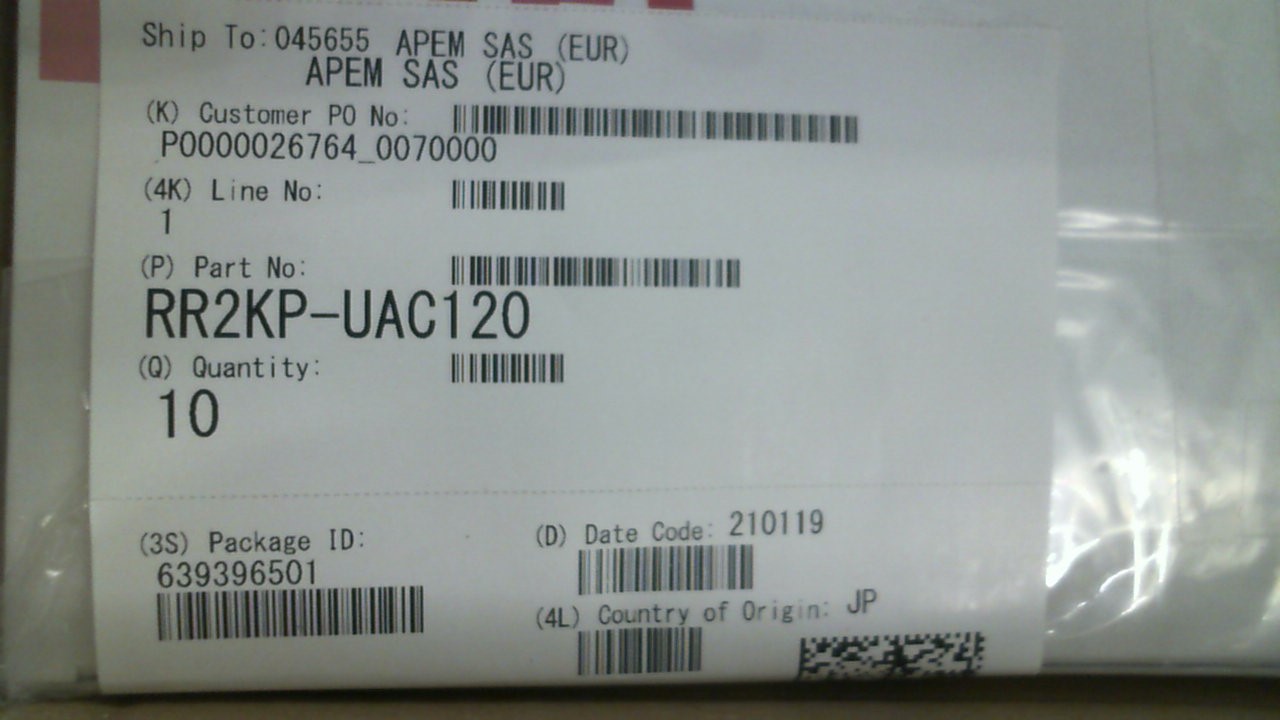 Ship To:045655 APEM SAS (EUR)
APEM SAS (EUR)
(K) Customer PO No:
PO000026764_0070000
(4K) Line No:
1
(P) Part No:
RR2KP-UAC120
(Q) Quantity:
10
(3S) Package ID:
639396501
(D) Date Code: 210119
(4L) Country of Origin: JP